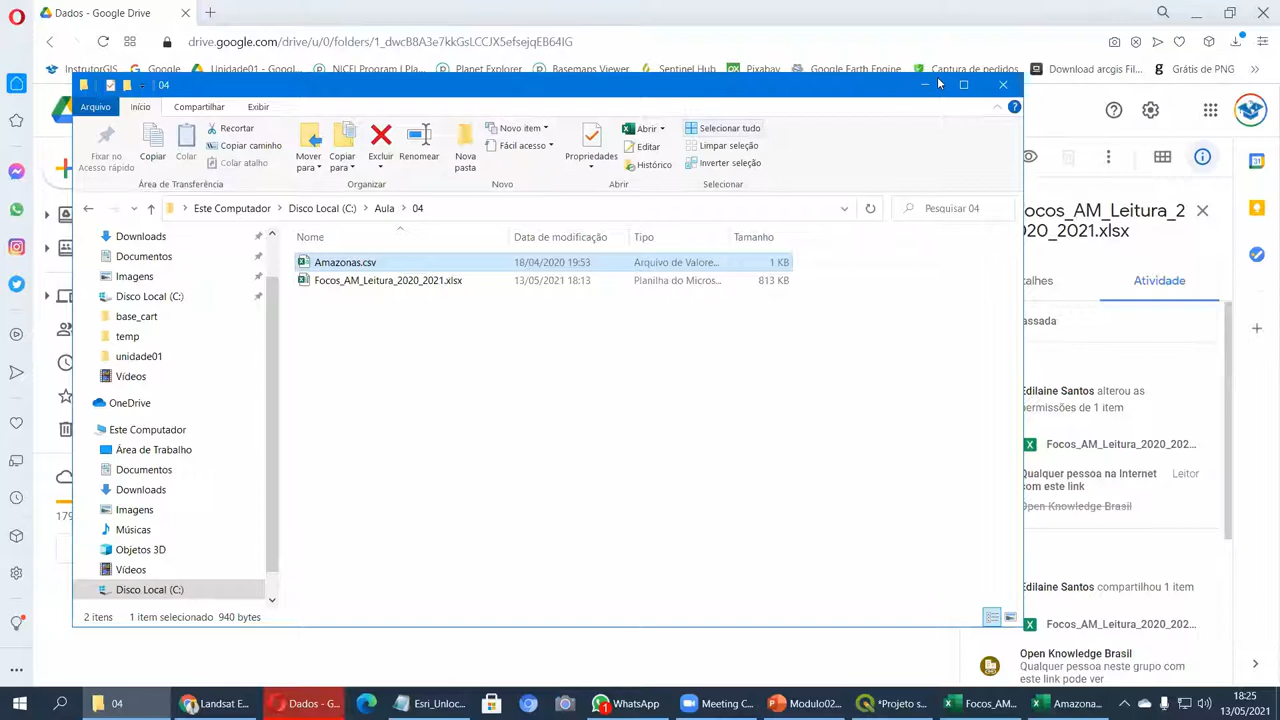 Dados - Google Drive
drive.google.com/drive/u/0/folders/1_dwcB8A3e7kkGsLCCJX5efsejqEB64IG
InstrutorGIS
Google
Unidade01 - Googl...
NICFI Program | Pla...
Planet Explorer
Basemaps Viewer
Sentinel Hub
Pixabay
Google Earth Engine
Captura de pedidos
Download arcgis Fil...
Grátis de PNG
04
Arquivo
Início
Compartilhar
Exibir
Fixar no
Acesso rápido
Copiar
Colar
Recortar
Copiar caminho
Colar atalho
Área de Transferência
Mover
para
Copiar
para
Excluir
Renomear
Organizar
Nova
pasta
Novo item
Fácil acesso
Novo
Propriedades
Abrir
Editar
Histórico
Abrir
Selecionar tudo
Limpar seleção
Inverter seleção
Selecionar
Este Computador
Disco Local (C:)
Aula
04
Pesquisar 04
Nome
Data de modificação
Tipo
Tamanho
Amazonas.csv
18/04/2020 19:53
Arquivo de Valore...
1 KB
Focos_AM_Leitura_2020_2021.xlsx
13/05/2021 18:13
Planilha do Micros...
813 KB
Downloads
Documentos
Imagens
Disco Local (C:)
base_cart
temp
unidade01
Vídeos
OneDrive
Este Computador
Área de Trabalho
Documentos
Downloads
Imagens
Músicas
Objetos 3D
Vídeos
Disco Local (C:)
2 itens
1 item selecionado 940 bytes
179
ocos_AM_Leitura_2
020_2021.xlsx
alhes
Atividade
assada
Edilaine Santos alterou as
permissões de 1 item
Focos_AM_Leitura_2020_202...
Qualquer pessoa na Internet
com este link
Leitor
Open Knowledge Brasil
Edilaine Santos compartilhou 1 item
Focos_AM_Leitura_2020_202...
Open Knowledge Brasil
Qualquer pessoa neste grupo com
este link pode ver
04
Landsat E...
Dados - G...
Esri_Unloc...
WhatsApp
Meeting C...
Modulo02...
*Projeto s...
Focos_AM...
Amazona...
18:25
13/05/2021